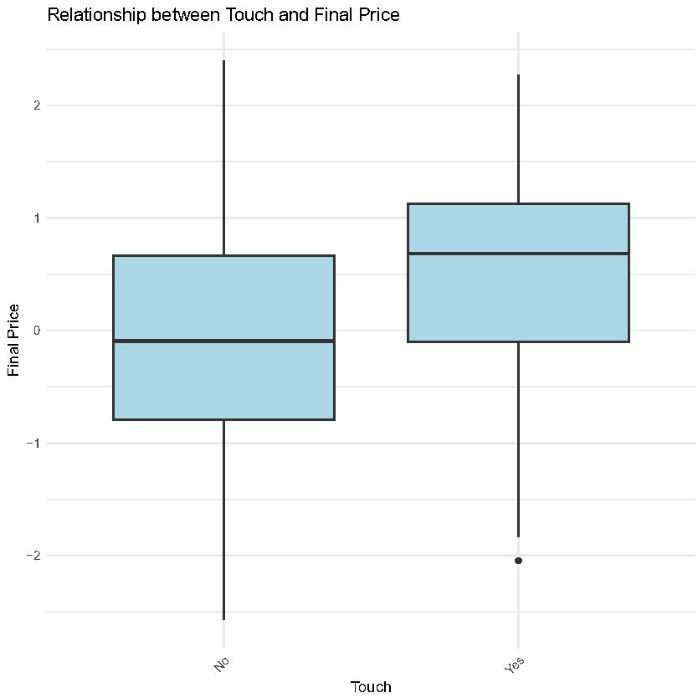 Relationship between Touch and Final Price
Final Price
2
1
0
−1
−2
No
Yes
Touch